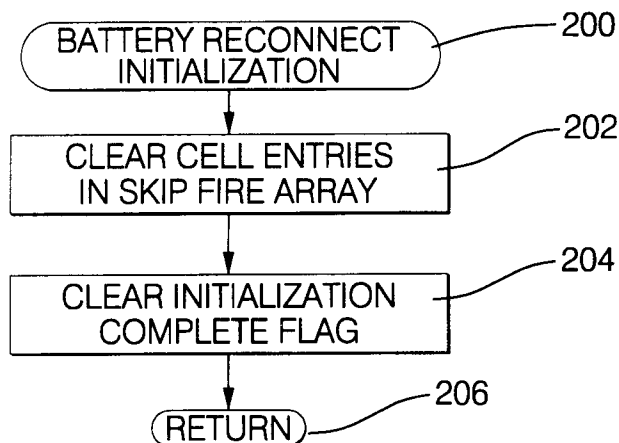 BATTERY RECONNECT
INITIALIZATION
200
CLEAR CELL ENTRIES
IN SKIP FIRE ARRAY
202
CLEAR INITIALIZATION
COMPLETE FLAG
204
RETURN
206